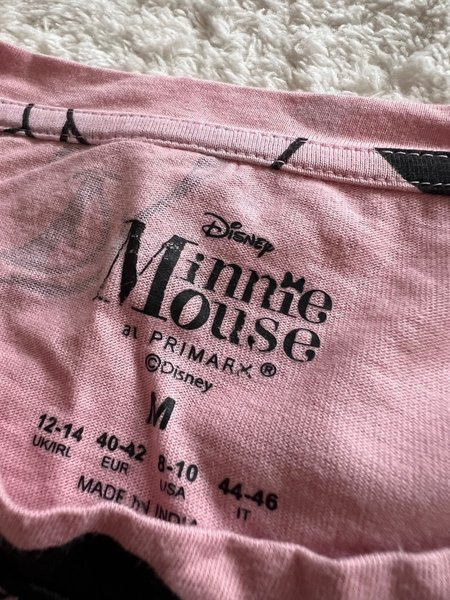 Disney
Minnie
Mouse
at PRIMARK ®
©Disney
M
12-14 40-42 8-10 44-46
UK/IRL EUR USA IT
MADE IN INDIA